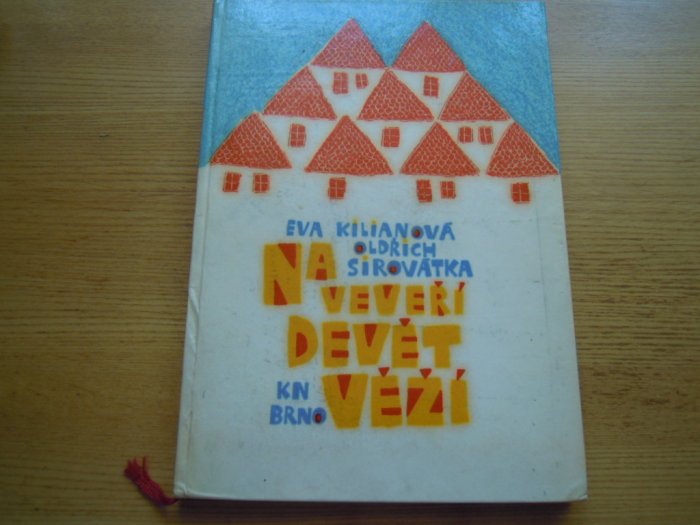 EVA KILIANOVÁ
OLDŘICH
SIROVÁTKA
NA
VEVEŘÍ
DEVĚT
VĚŽÍ
KN
BRNO